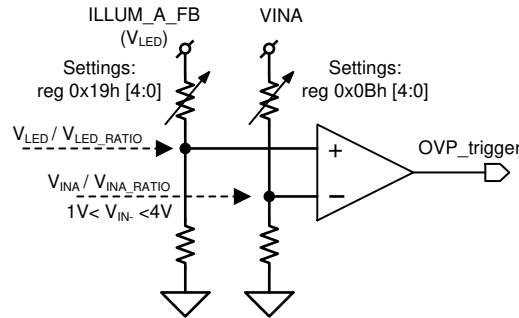 ILLUM_A_FB
(VLED)
VINA
Settings:
reg 0x19h [4:0]
Settings:
reg 0x0Bh [4:0]
VLED / VLED_RATIO
+
OVP_trigger
VINA / VINA_RATIO
1V< VIN- <4V
−